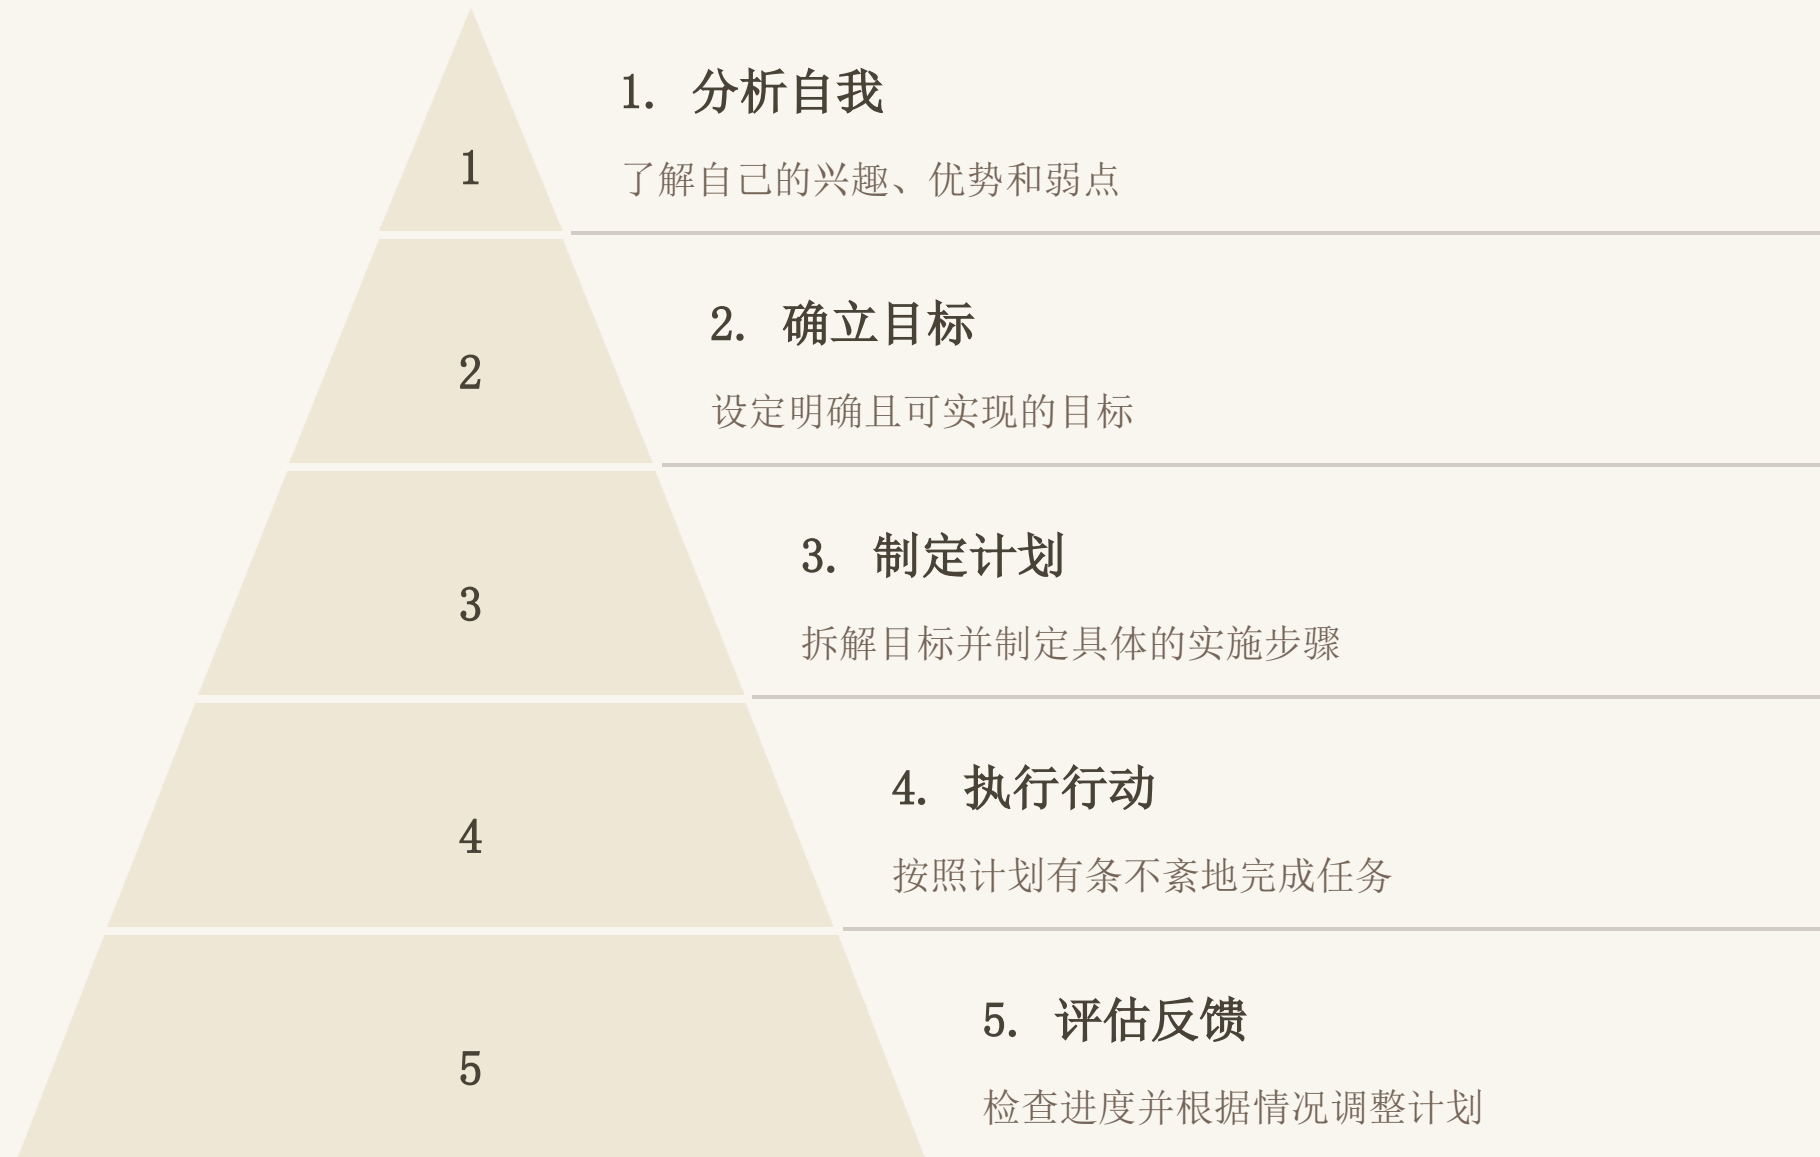 1. 分析自我
1
了解自己的兴趣、优势和弱点
2. 确立目标
2
设定明确且可实现的目标
3. 制定计划
3
拆解目标并制定具体的实施步骤
4. 执行行动
4
按照计划有条不紊地完成任务
5. 评估反馈
5
检查进度并根据情况调整计划